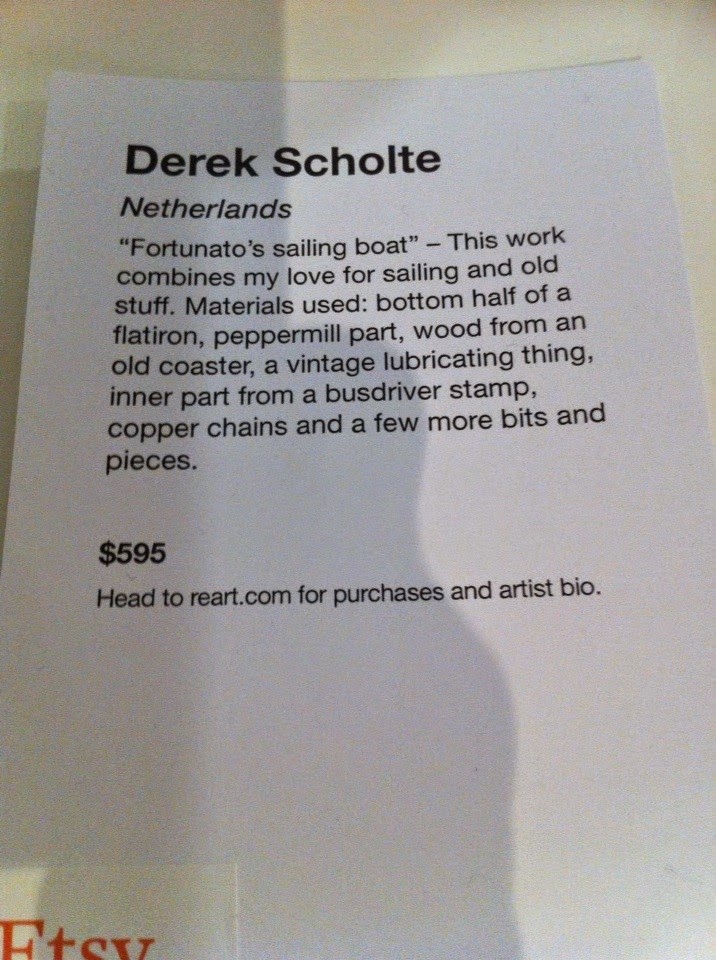 Derek Scholte
Netherlands
“Fortunato’s sailing boat” – This work
combines my love for sailing and old
stuff. Materials used: bottom half of a
flatiron, peppermill part, wood from an
old coaster, a vintage lubricating thing,
inner part from a busdriver stamp,
copper chains and a few more bits and
pieces.
$595
Head to reart.com for purchases and artist bio.
Etsy